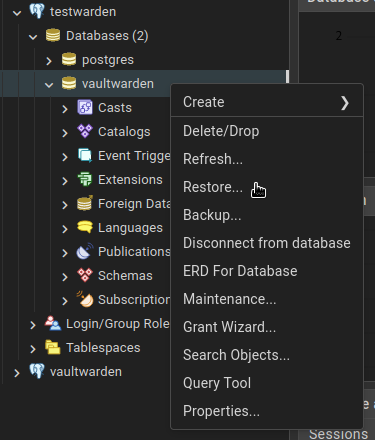 testwarden
Databases (2)
postgres
vaultwarden
Casts
Catalogs
Event Trigge
Extensions
Foreign Data
Languages
Publications
Schemas
Subscription
Login/Group Role
Tablespaces
vaultwarden
2
Create
Delete/Drop
Refresh...
Restore...
Backup...
Disconnect from database
ERD For Database
Maintenance...
Grant Wizard...
Search Objects...
Query Tool
Properties...
Sessions